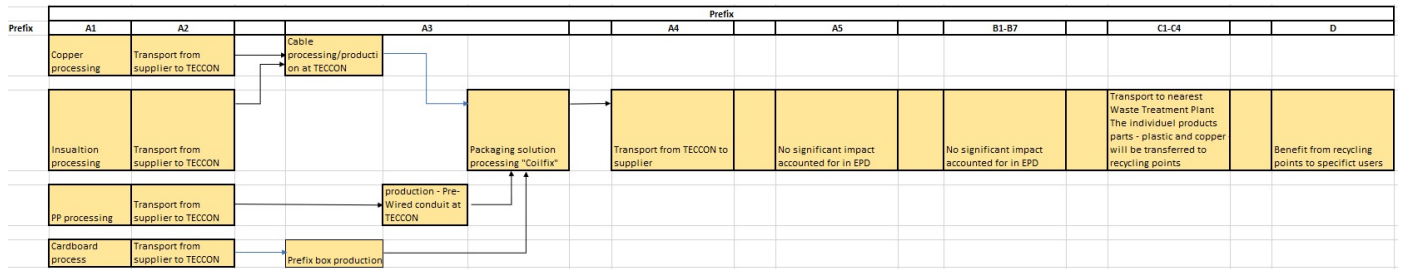 Prefix
Prefix A1 A2 A3 A4 A5 B1-B7 C1-C4 D
Copper
processing
Transport from
supplier to TECCON
Cable
processing/producti
on at TECCON
Insualtion
processing
Transport from
supplier to TECCON
Packaging solution
processing "Coilfix"
Transport from TECCON to
supplier
No significant impact
accounted for in EPD
No significant impact
accounted for in EPD
Transport to nearest
Waste Treatment Plant
The individuel products
parts - plastic and copper
will be transferred to
recycling points
Benefit from recycling
points to specifict users
PP processing
Transport from
supplier to TECCON
production - Pre-
Wired conduit at
TECCON
Cardboard
process
Transport from
supplier to TECCON
Prefix box production